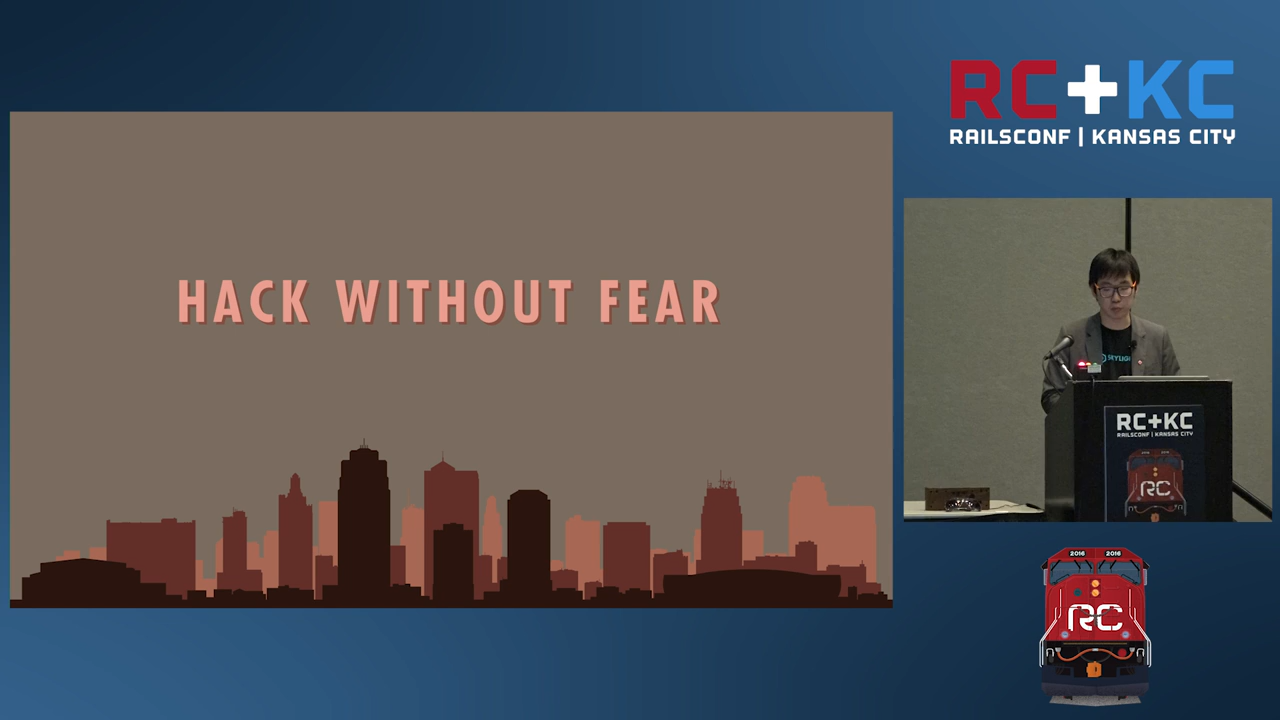 HACK WITHOUT FEAR
RC+KC
RAILSCONF | KANSAS CITY
RC+KC
RAILSCONF | KANSAS CITY
RC
2016 2016
RC